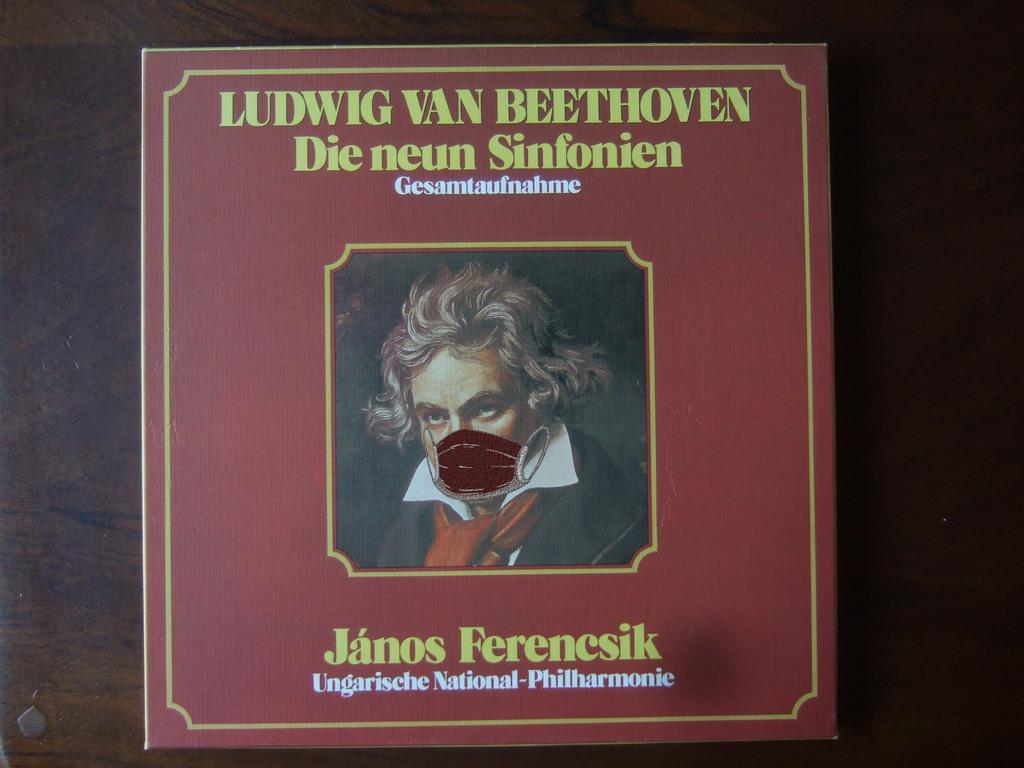 LUDWIG VAN BEETHOVEN
Die neun Sinfonien
Gesamtaufnahme
János Ferencsik
Ungarische National-Philharmonie